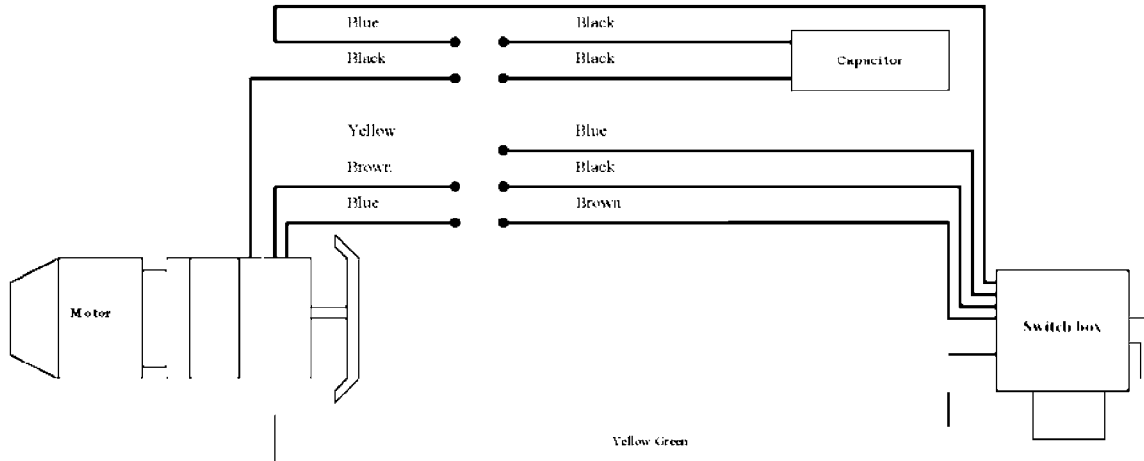 Blue Black
Black Black
Capacitor
Yellow Blue
Brown Black
Blue Brown
Motor
Switch box
Yellow Green